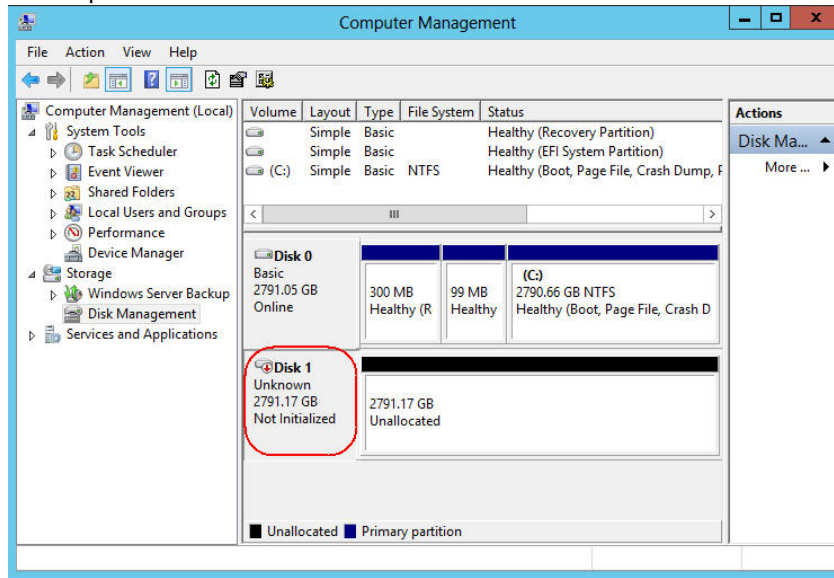 Computer Management
File Action View Help
Computer Management (Local)
System Tools
Task Scheduler
Event Viewer
Shared Folders
Local Users and Groups
Performance
Device Manager
Storage
Windows Server Backup
Disk Management
Services and Applications
Volume Layout Type File System Status
Simple Basic Healthy (Recovery Partition)
Simple Basic Healthy (EFI System Partition)
(C:) Simple Basic NTFS Healthy (Boot, Page File, Crash Dump,
Disk 0
Basic
2791.05 GB
Online
300 MB
Healthy (R
99 MB
Healthy
(C:)
2790.66 GB NTFS
Healthy (Boot, Page File, Crash D
Disk 1
Unknown
2791.17 GB
Not Initialized
2791.17 GB
Unallocated
Unallocated Primary partition
Actions
Disk Ma...
More ...